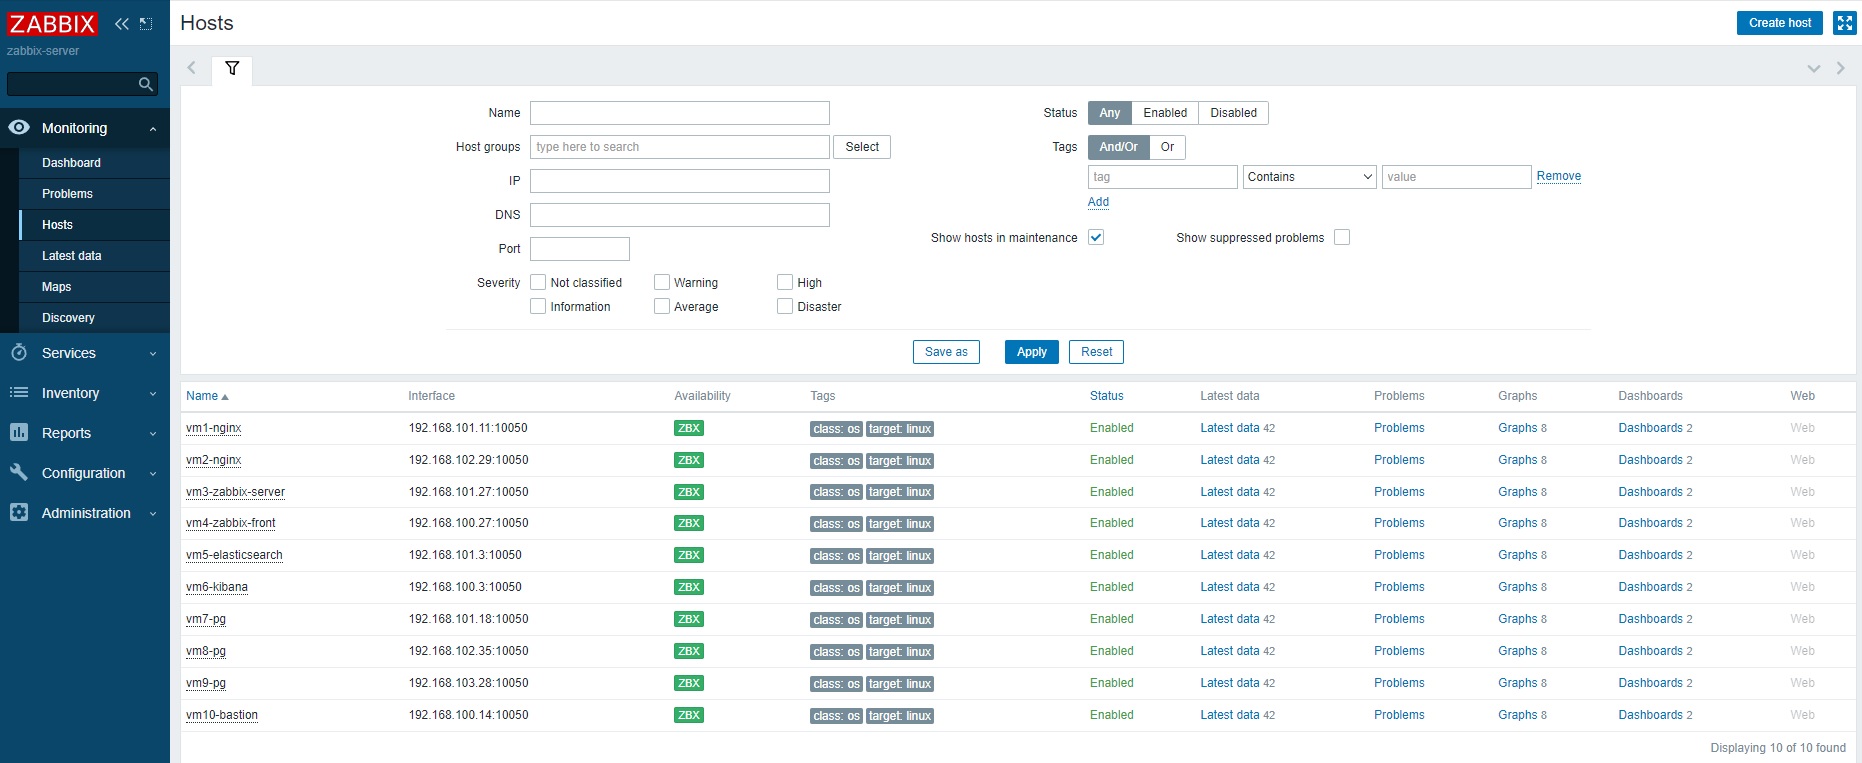 ZABBIX
zabbix-server
Monitoring
Dashboard
Problems
Hosts
Latest data
Maps
Discovery
Services
Inventory
Reports
Configuration
Administration
Hosts Create host
Name Status Any Enabled Disabled
Host groups type here to search Select Tags And/Or Or
IP tag Contains value Remove
DNS Add
Port Show hosts in maintenance Show suppressed problems
Severity Not classified Warning High
Information Average Disaster
Save as Apply Reset
Name Interface Availability Tags Status Latest data Problems Graphs Dashboards Web
vm1-nginx 192.168.101.11:10050 ZBX class: os target: linux Enabled Latest data 42 Problems Graphs 8 Dashboards 2 Web
vm2-nginx 192.168.102.29:10050 ZBX class: os target: linux Enabled Latest data 42 Problems Graphs 8 Dashboards 2 Web
vm3-zabbix-server 192.168.101.27:10050 ZBX class: os target: linux Enabled Latest data 42 Problems Graphs 8 Dashboards 2 Web
vm4-zabbix-front 192.168.100.27:10050 ZBX class: os target: linux Enabled Latest data 42 Problems Graphs 8 Dashboards 2 Web
vm5-elasticsearch 192.168.101.3:10050 ZBX class: os target: linux Enabled Latest data 42 Problems Graphs 8 Dashboards 2 Web
vm6-kibana 192.168.100.3:10050 ZBX class: os target: linux Enabled Latest data 42 Problems Graphs 8 Dashboards 2 Web
vm7-pg 192.168.101.18:10050 ZBX class: os target: linux Enabled Latest data 42 Problems Graphs 8 Dashboards 2 Web
vm8-pg 192.168.102.35:10050 ZBX class: os target: linux Enabled Latest data 42 Problems Graphs 8 Dashboards 2 Web
vm9-pg 192.168.103.28:10050 ZBX class: os target: linux Enabled Latest data 42 Problems Graphs 8 Dashboards 2 Web
vm10-bastion 192.168.100.14:10050 ZBX class: os target: linux Enabled Latest data 42 Problems Graphs 8 Dashboards 2 Web
Displaying 10 of 10 found